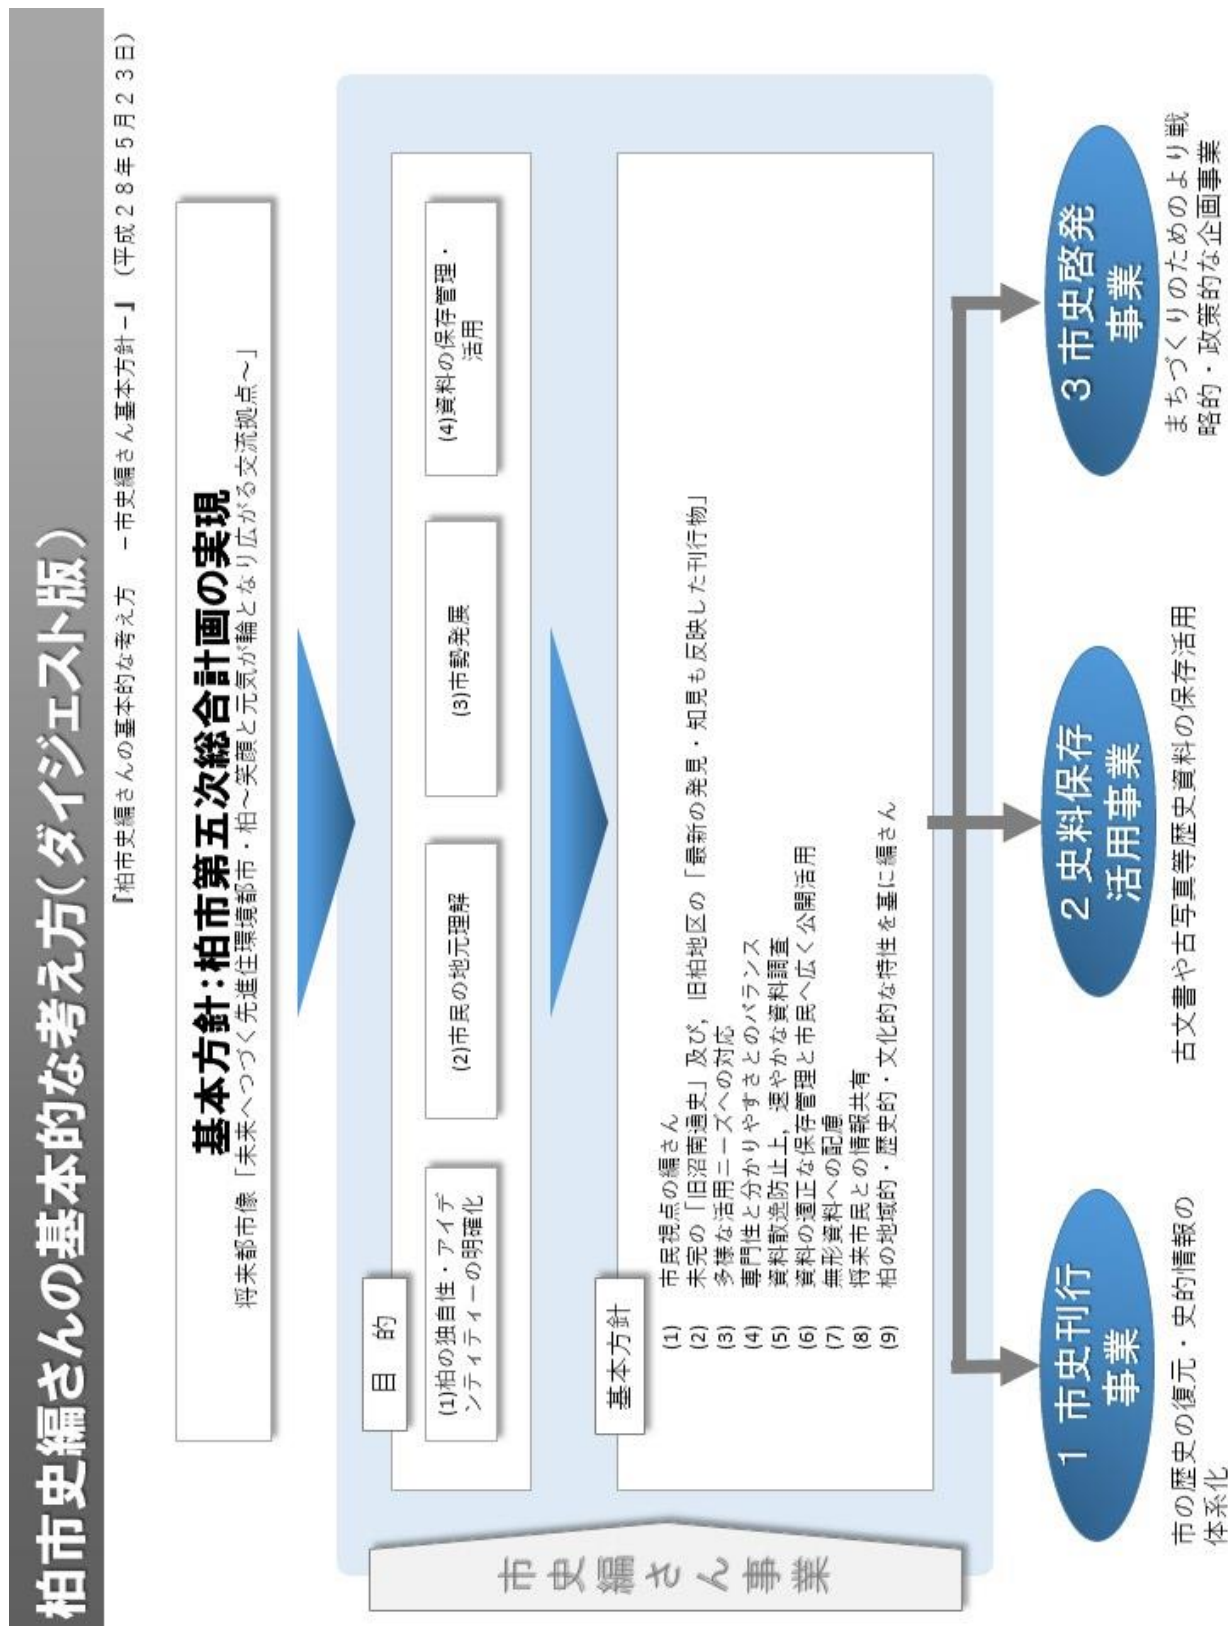 柏市史編さんの基本的な考え方（ダイジェスト版）
『柏市史編さんの基本的な考え方　－市史編さん基本方針－』（平成２８年５月２３日）
基本方針：柏市第五次総合計画の実現
将来都市像「未来へつづく先進住環境都市・柏～笑顔と元気が輪となり広がる交流拠点～」
市史編さん事業
目 的
(1)柏の独自性・アイデ
ンティティーの明確化
(2)市民の地元理解
(3)市勢発展
(4)資料の保存管理・
活用
基本方針
(1) 市民視点の編さん
(2) 未完の「旧沼南通史」及び，旧柏地区の「最新の発見・知見も反映した刊行物」
(3) 多様な活用ニーズへの対応
(4) 専門性と分かりやすさとのバランス
(5) 資料散逸防止上，速やかな資料調査
(6) 資料の適正な保存管理と市民へ広く公開活用
(7) 無形資料への配慮
(8) 将来市民との情報共有
(9) 柏の地域的・歴史的・文化的な特性を基に編さん
1 市史刊行
事業
市の歴史の復元・史的情報の
体系化
2 史料保存
活用事業
古文書や古写真等歴史資料の保存活用
3 市史啓発
事業
まちづくりのためのより戦
略的・政策的な企画事業